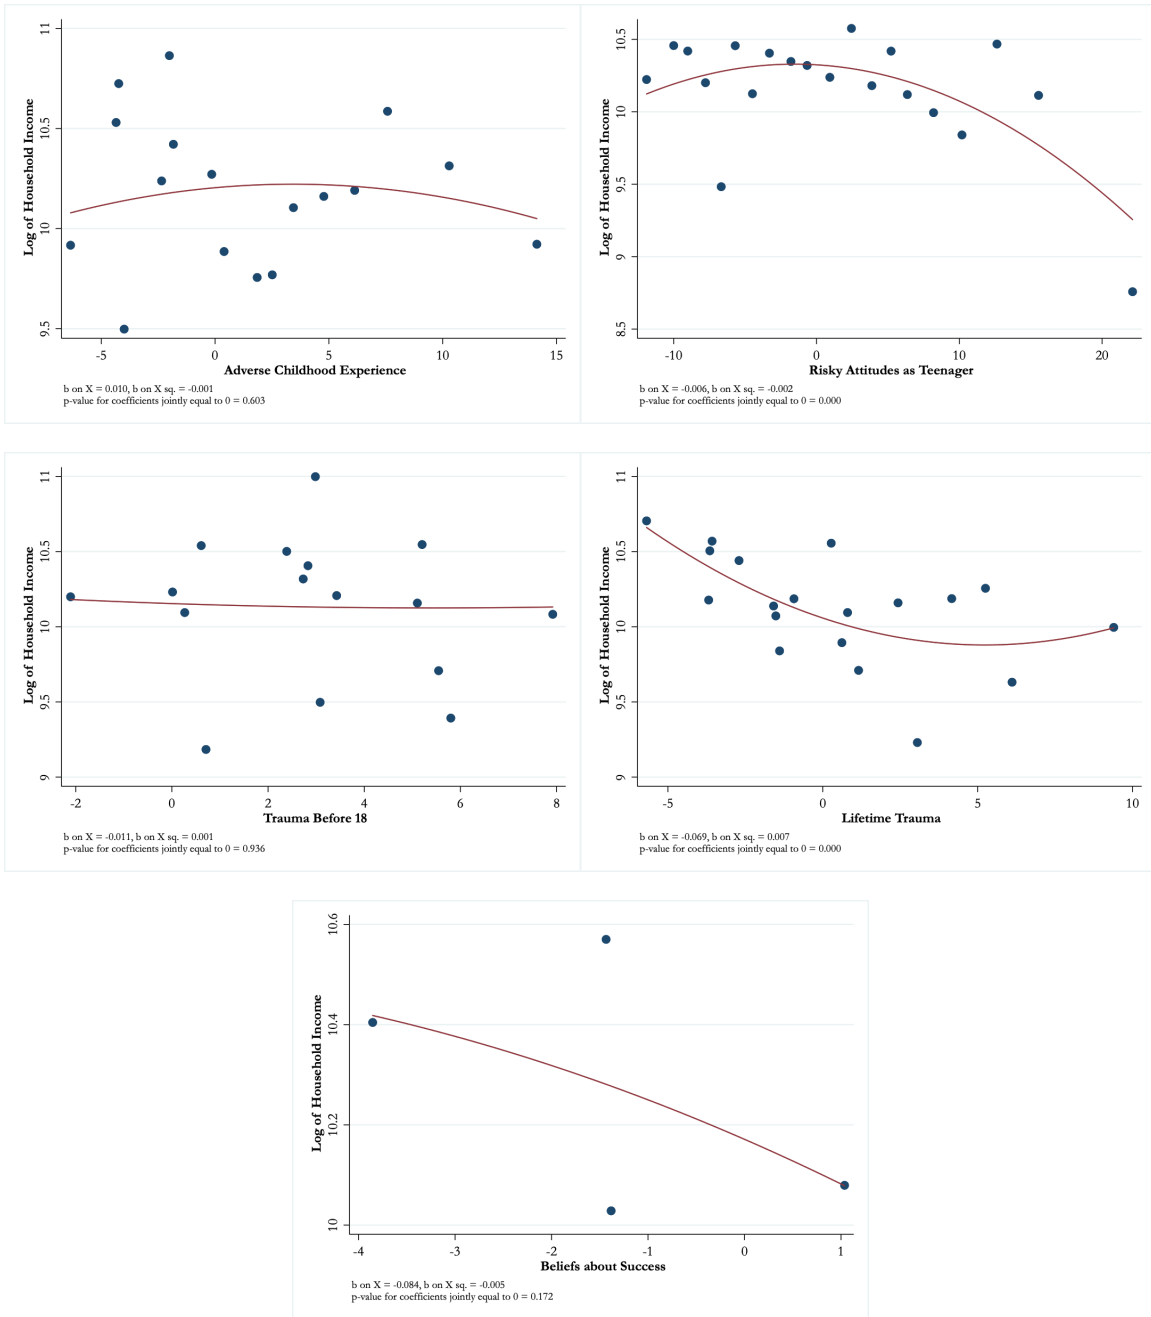 Log of Household Income
11
10.5
10
9.5
-5 0 5 10 15
Adverse Childhood Experience
b on X = 0.010, b on X sq. = -0.001
p-value for coefficients jointly equal to 0 = 0.603
Log of Household Income
10.5
10
9.5
9
8.5
-10 0 10 20
Risky Attitudes as Teenager
b on X = -0.006, b on X sq. = -0.002
p-value for coefficients jointly equal to 0 = 0.000
Log of Household Income
11
10.5
10
9.5
9
-2 0 2 4 6 8
Trauma Before 18
b on X = -0.011, b on X sq. = 0.001
p-value for coefficients jointly equal to 0 = 0.936
Log of Household Income
11
10.5
10
9.5
9
-5 0 5 10
Lifetime Trauma
b on X = -0.069, b on X sq. = 0.007
p-value for coefficients jointly equal to 0 = 0.000
Log of Household Income
10.6
10.4
10.2
10
-4 -3 -2 -1 0 1
Beliefs about Success
b on X = -0.084, b on X sq. = -0.005
p-value for coefficients jointly equal to 0 = 0.172